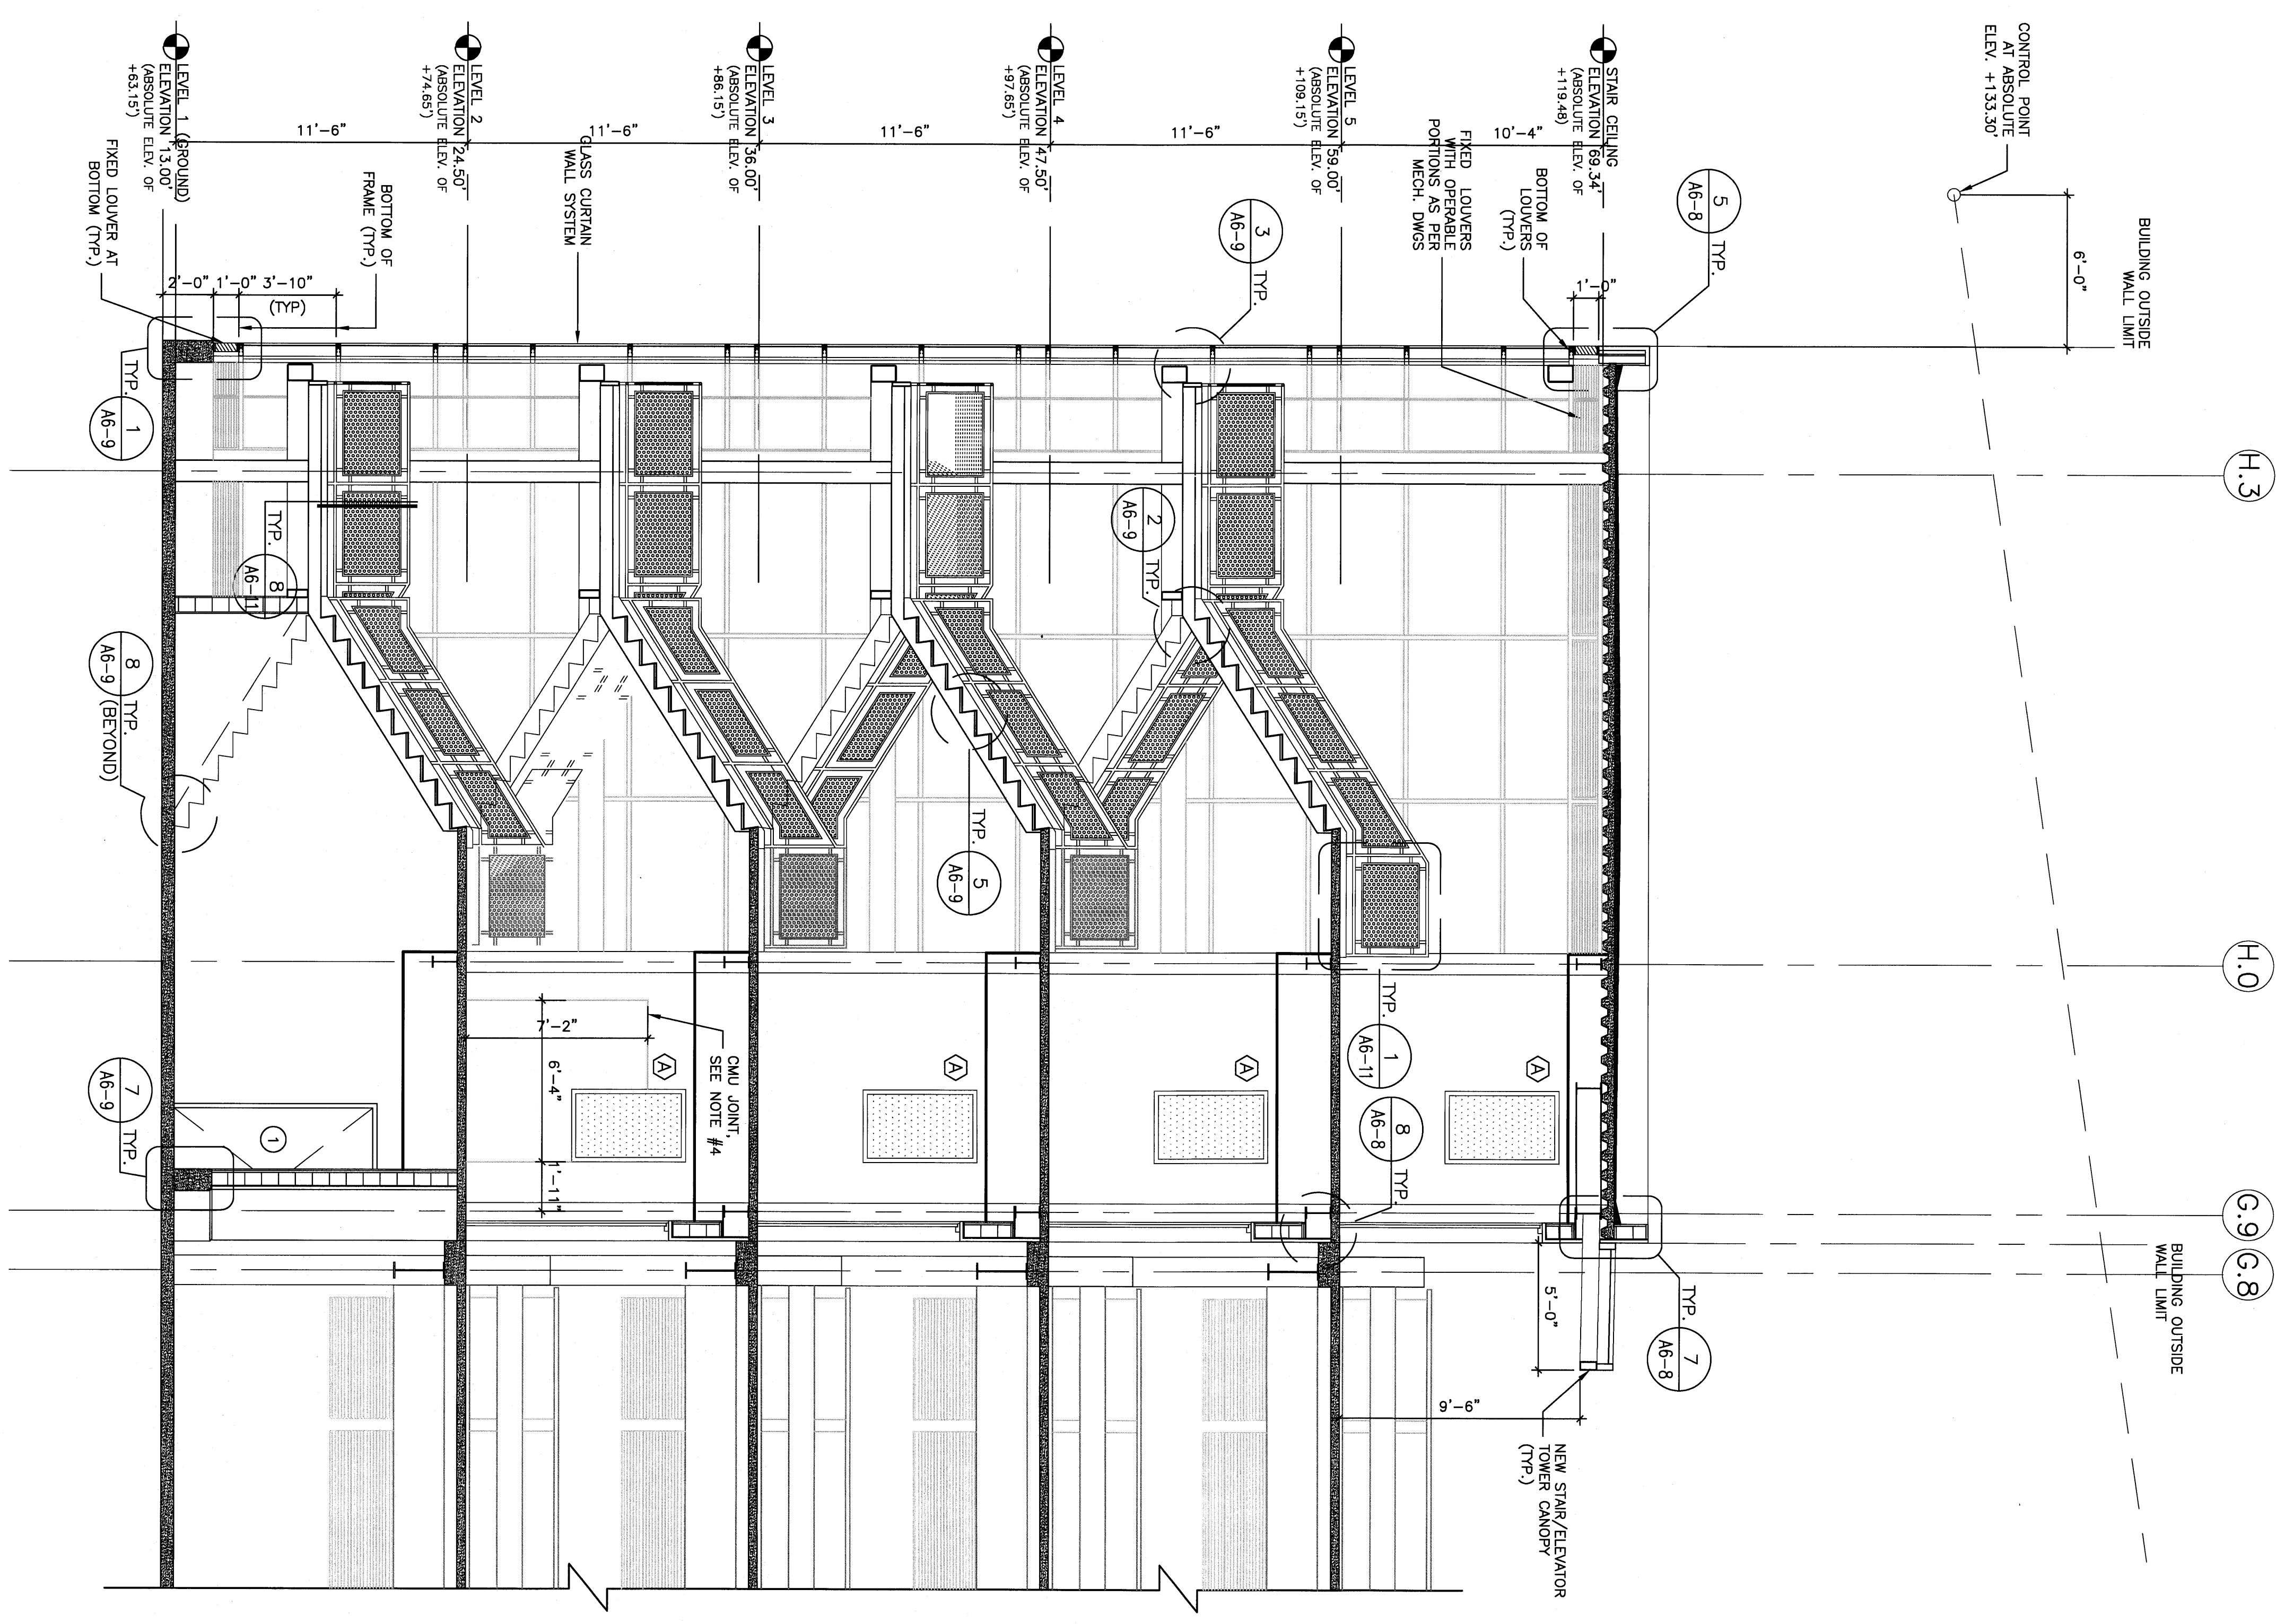 CONTROL POINT
AT ABSOLUTE
ELEV. +133.30'
BUILDING OUTSIDE
WALL LIMIT
6'-0"
H.3
H.0
G.9
G.8
BUILDING OUTSIDE
WALL LIMIT
STAIR CEILING
ELEVATION 69.34'
(ABSOLUTE ELEV. OF
+119.48)
10'-4"
LEVEL 5
ELEVATION 59.00'
(ABSOLUTE ELEV. OF
+109.15')
11'-6"
LEVEL 4
ELEVATION 47.50'
(ABSOLUTE ELEV. OF
+97.65')
11'-6"
LEVEL 3
ELEVATION 36.00'
(ABSOLUTE ELEV. OF
+86.15')
11'-6"
LEVEL 2
ELEVATION 24.50'
(ABSOLUTE ELEV. OF
+74.65')
11'-6"
LEVEL 1 (GROUND)
ELEVATION 13.00'
(ABSOLUTE ELEV. OF
+63.15')
5
A6-8
TYP.
BOTTOM OF
LOUVERS
(TYP.)
1'-0"
FIXED LOUVERS
WITH OPERABLE
PORTIONS AS PER
MECH. DWGS
3
A6-9
TYP.
GLASS CURTAIN
WALL SYSTEM
BOTTOM OF
FRAME (TYP.)
3'-10"
(TYP)
1'-0"
2'-0"
FIXED LOUVER AT
BOTTOM (TYP.)
TYP.
1
A6-9
2
A6-9
TYP.
TYP.
8
A6-11
8
A6-9
TYP.
(BEYOND)
TYP.
5
A6-9
TYP.
1
A6-11
8
A6-8
TYP.
TYP.
7
A6-8
5'-0"
9'-6"
NEW STAIR/ELEVATOR
TOWER CANOPY
(TYP.)
A
A
A
A
CMU JOINT,
SEE NOTE #4
7'-2"
6'-4"
1'-11"
1
7
A6-9
TYP.